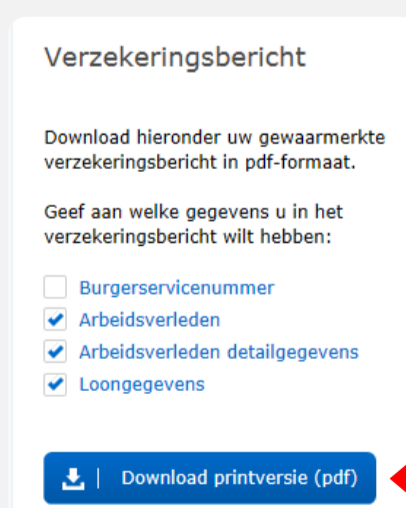 Verzekeringsbericht
Download hieronder uw gewaarmerkte
verzekeringsbericht in pdf-formaat.
Geef aan welke gegevens u in het
verzekeringsbericht wilt hebben:
Burgerservicenummer
Arbeidsverleden
Arbeidsverleden detailgegevens
Loongegevens
Download printversie (pdf)